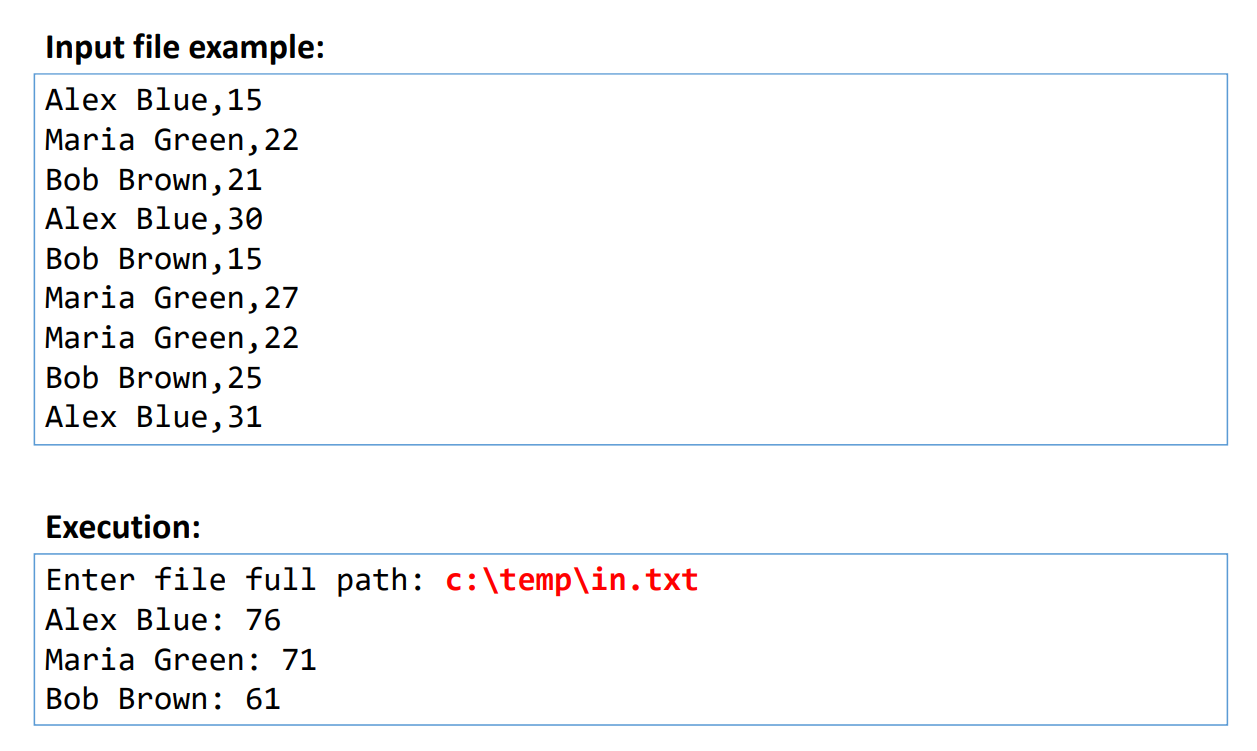 Input file example:
Alex Blue,15
Maria Green,22
Bob Brown,21
Alex Blue,30
Bob Brown,15
Maria Green,27
Maria Green,22
Bob Brown,25
Alex Blue,31
Execution:
Enter file full path: c:\temp\in.txt
Alex Blue: 76
Maria Green: 71
Bob Brown: 61